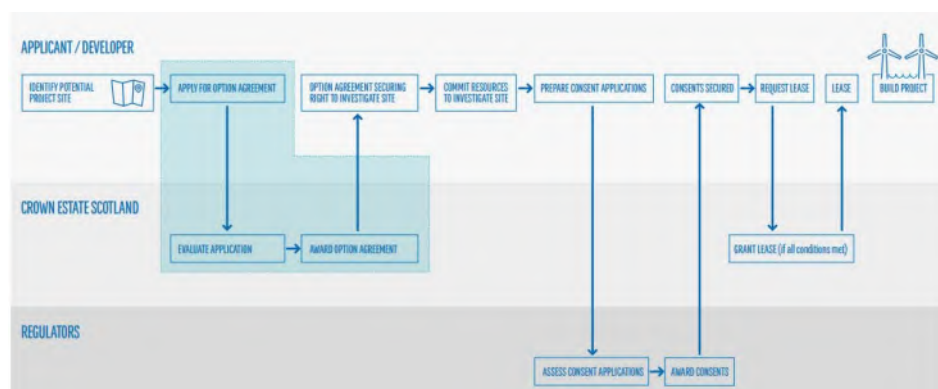 APPLICANT / DEVELOPER
IDENTIFY POTENTIAL
PROJECT SITE
APPLY FOR OPTION AGREEMENT
OPTION AGREEMENT SECURING
RIGHT TO INVESTIGATE SITE
COMMIT RESOURCES
TO INVESTIGATE SITE
PREPARE CONSENT APPLICATIONS
CONSENTS SECURED
REQUEST LEASE
LEASE
BUILD PROJECT
CROWN ESTATE SCOTLAND
EVALUATE APPLICATION
AWARD OPTION AGREEMENT
GRANT LEASE (if all conditions met)
REGULATORS
ASSESS CONSENT APPLICATIONS
AWARD CONSENTS